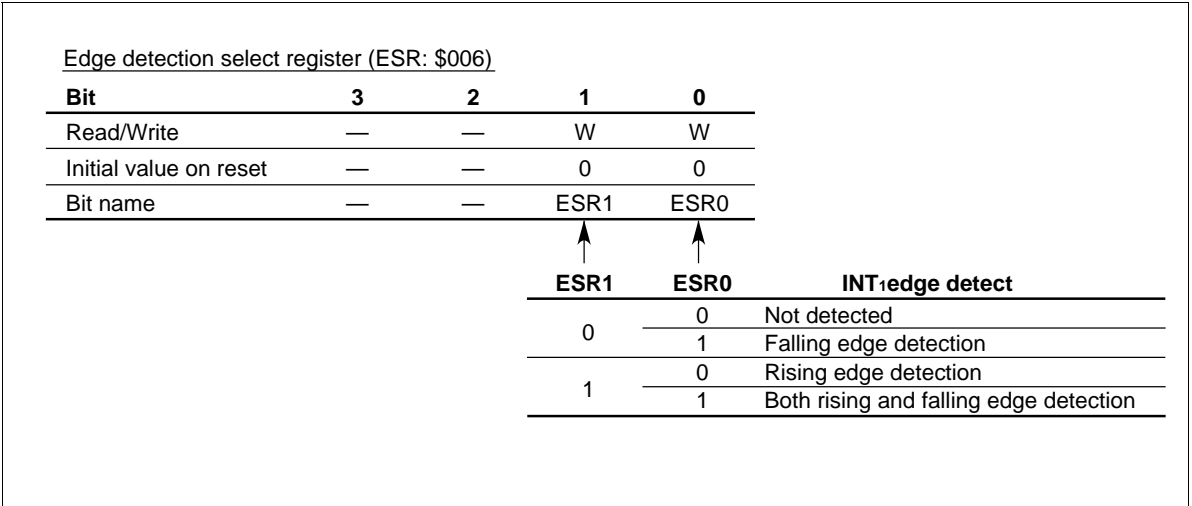 Edge detection select register (ESR: $006)
Bit 3 2 1 0
Read/Write — — W W
Initial value on reset — — 0 0
Bit name — — ESR1 ESR0
ESR1 ESR0 INT₁edge detect
0 0 Not detected
1 Falling edge detection
1 0 Rising edge detection
1 Both rising and falling edge detection